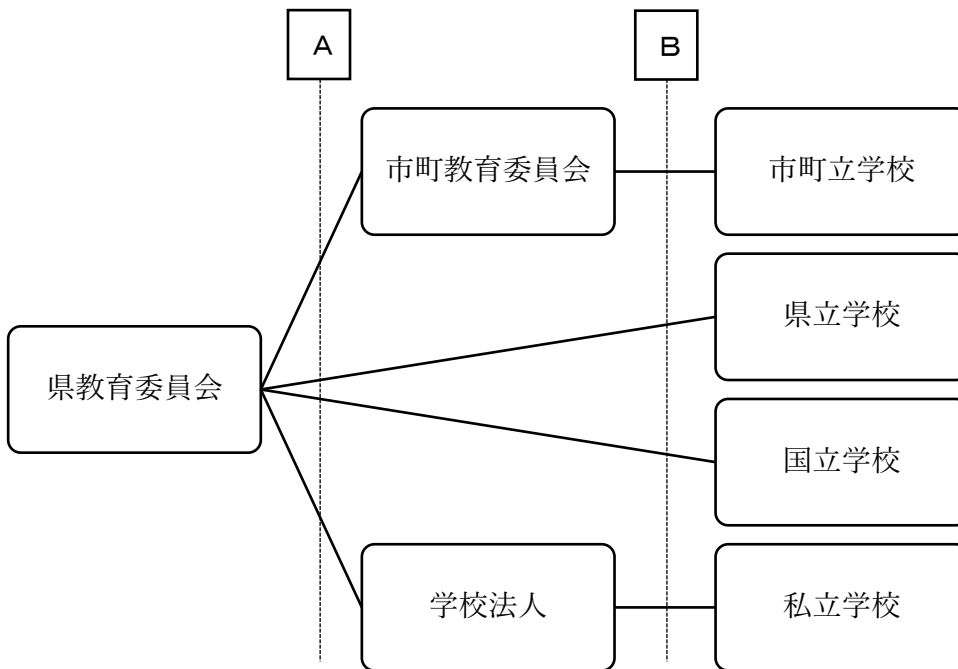 A
B
市町教育委員会
市町立学校
県立学校
県教育委員会
国立学校
学校法人
私立学校